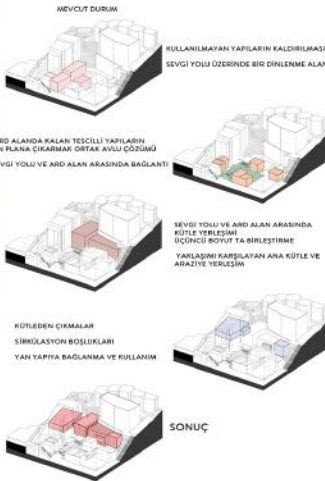 MEVCUT DURUM
KULLANILMAYAN YAPILARIN KALDIRILMASI
SEVGİ YOLU ÜZERİNDE BİR DİNLENME ALAN
ARD ALANDA KALAN TESCİLLİ YAPILARIN
N PLANA ÇIKARMAK ORTAK AVLU ÇÖZÜMÜ
EVGİ YOLU VE ARD ALAN ARASINDA BAĞLANTI
SEVGİ YOLU VE ARD ALAN ARASINDA
KÜTLE YERLEŞİMİ
ÜÇÜNCÜ BOYUT TA BİRLEŞTİRME
YAKLAŞIMI KARŞILAYAN ANA KÜTLE VE
ARAZİYE YERLEŞİM
KÜTLEDEN ÇIKMALAR
SİRKÜLASYON BOŞLUKLARI
YAN YAPIYA BAĞLANMA VE KULLANIM
SONUÇ